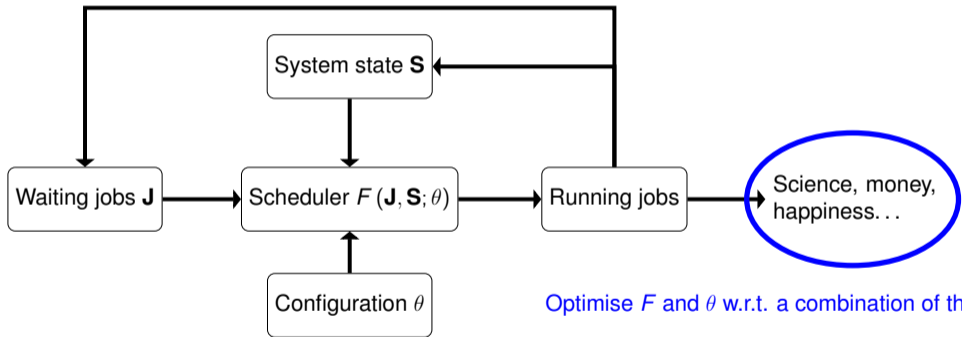 System state S
Waiting jobs J
Scheduler F (J, S; θ)
Running jobs
Science, money,
happiness...
Configuration θ
Optimise F and θ w.r.t. a combination of